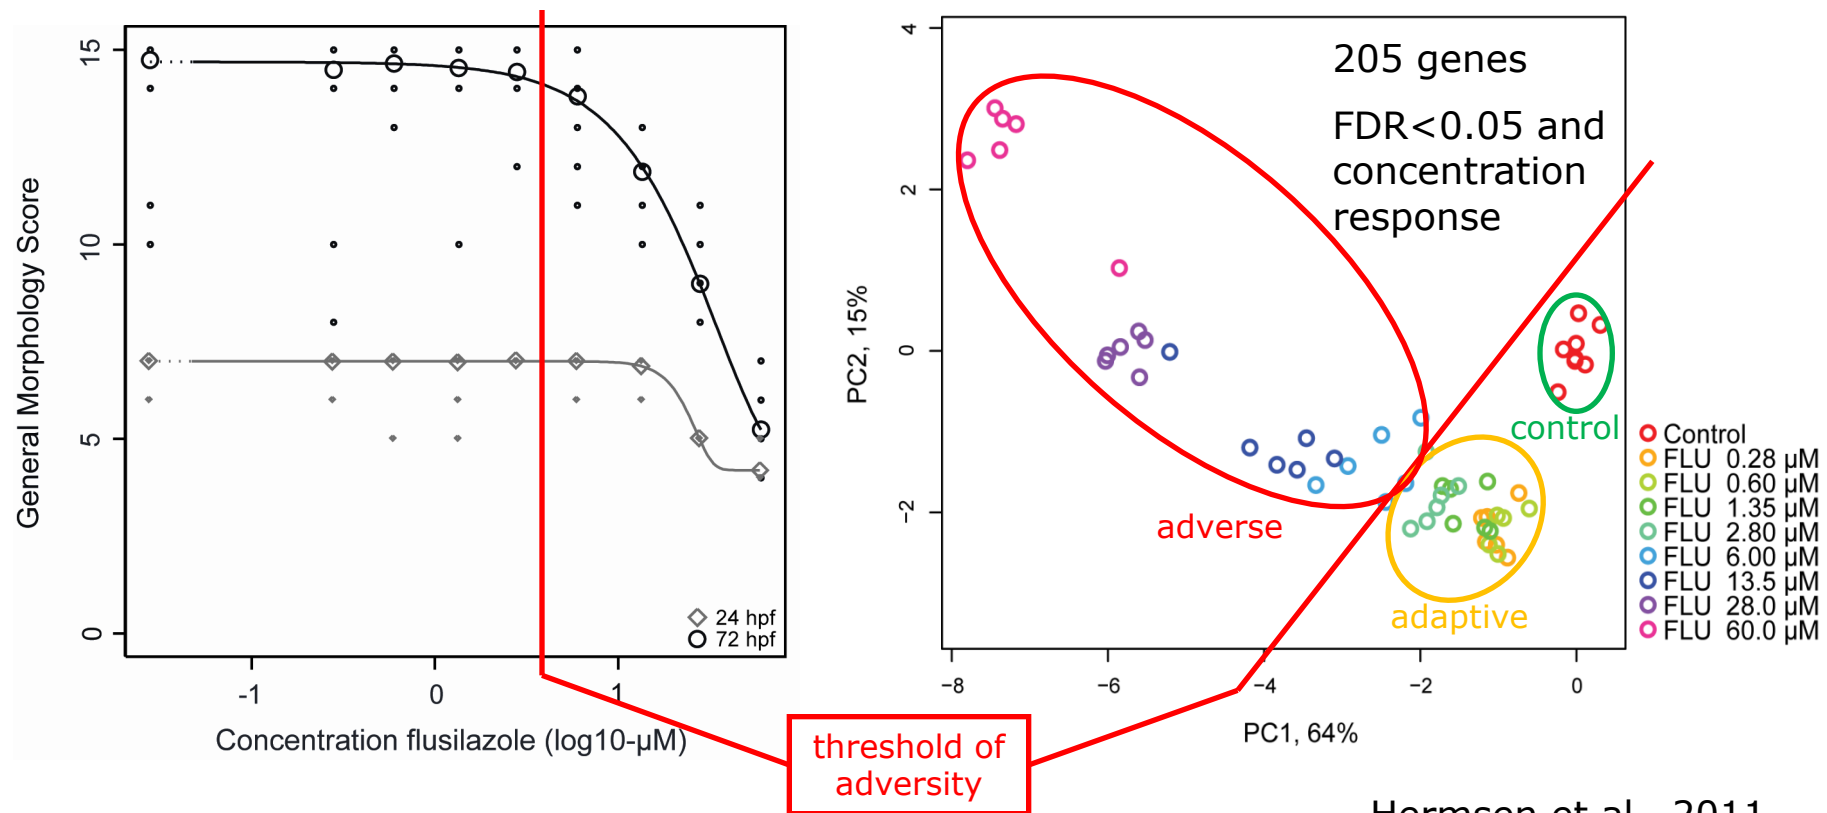 General Morphology Score
15
10
5
0
-1
0
1
Concentration flusilazole (log10-µM)
24 hpf
72 hpf
threshold of
adversity
PC2, 15%
4
2
0
−2
−8
−6
−4
−2
0
PC1, 64%
205 genes
FDR<0.05 and
concentration
response
control
adverse
adaptive
Control
FLU 0.28 µM
FLU 0.60 µM
FLU 1.35 µM
FLU 2.80 µM
FLU 6.00 µM
FLU 13.5 µM
FLU 28.0 µM
FLU 60.0 µM
Hermsen et al., 2011